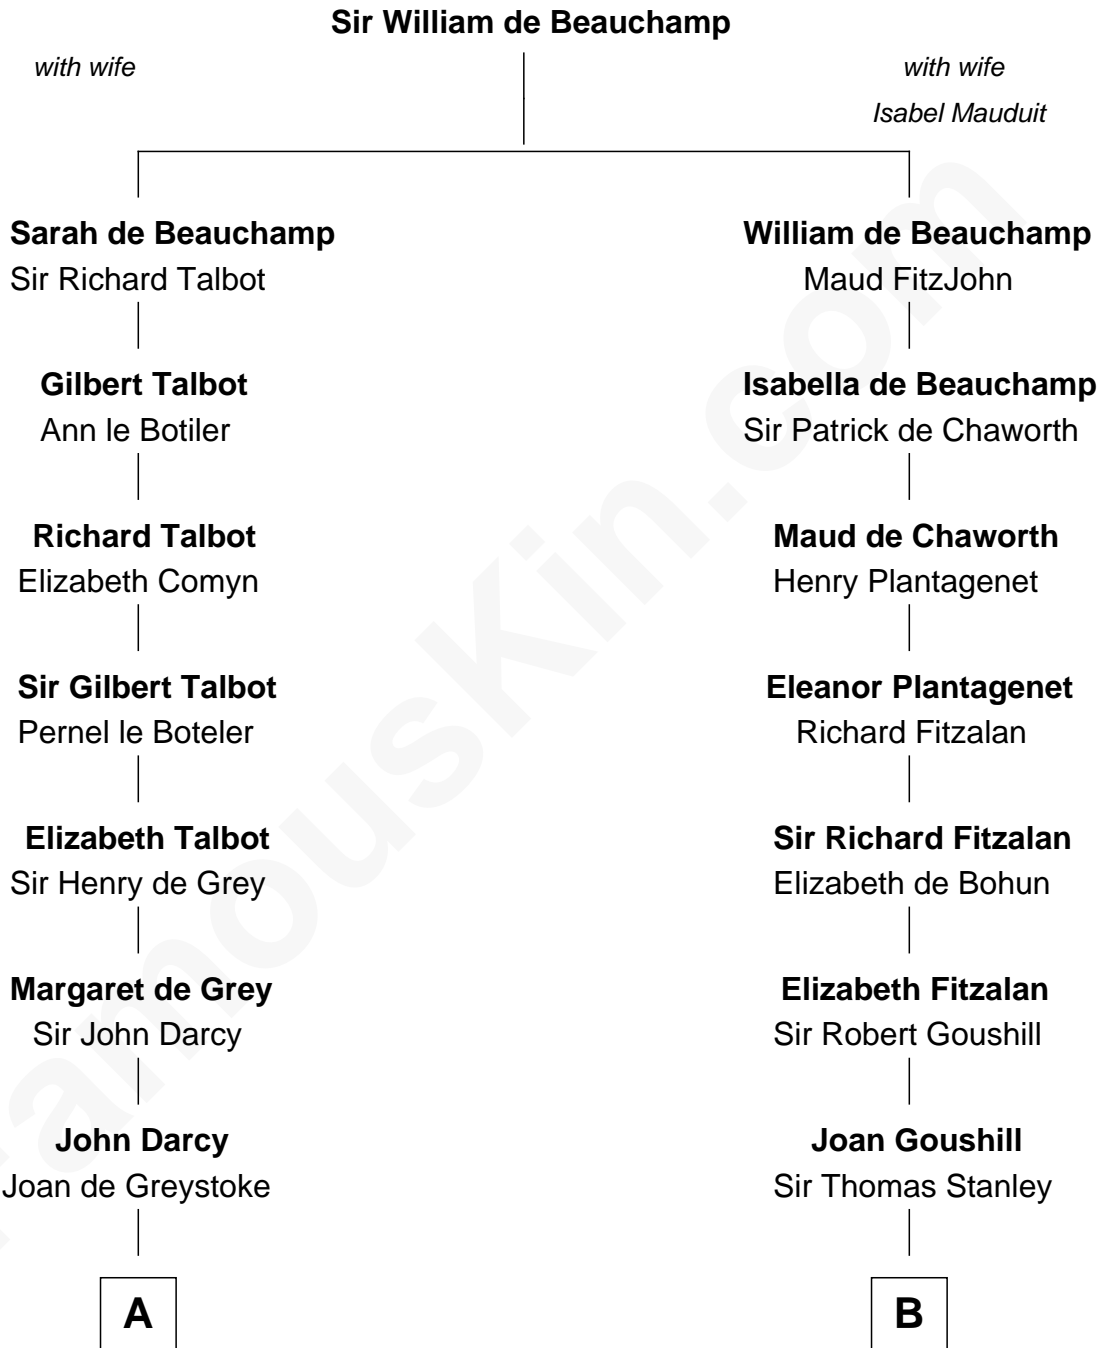 Sir William de Beauchamp
with wife
with wife
Isabel Mauduit
Sarah de Beauchamp
Sir Richard Talbot
William de Beauchamp
Maud FitzJohn
Gilbert Talbot
Ann le Botiler
Isabella de Beauchamp
Sir Patrick de Chaworth
Richard Talbot
Elizabeth Comyn
Maud de Chaworth
Henry Plantagenet
Sir Gilbert Talbot
Pernel le Boteler
Eleanor Plantagenet
Richard Fitzalan
Elizabeth Talbot
Sir Henry de Grey
Sir Richard Fitzalan
Elizabeth de Bohun
Margaret de Grey
Sir John Darcy
Elizabeth Fitzalan
Sir Robert Goushill
John Darcy
Joan de Greystoke
Joan Goushill
Sir Thomas Stanley
A
B
FamousKin.com